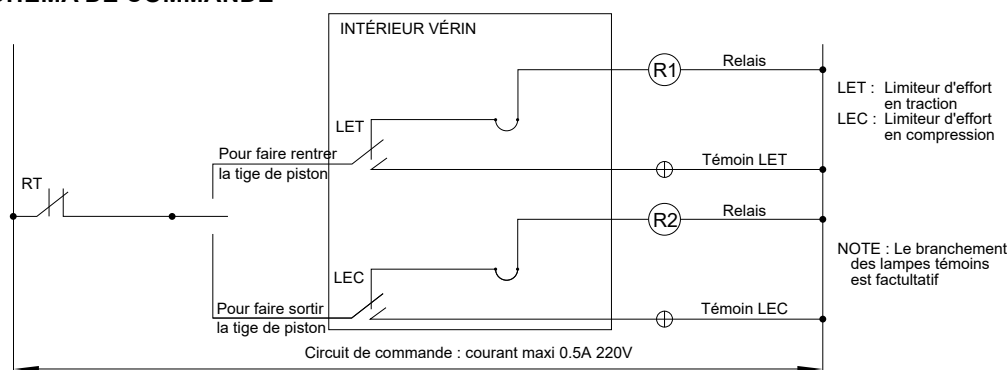 SCHÉMA DE COMMANDE
INTÉRIEUR VÉRIN
R1
Relais
LET : Limiteur d'effort
en traction
LEC : Limiteur d'effort
en compression
LET
Pour faire rentrer
la tige de piston
Témoin LET
RT
R2
Relais
NOTE : Le branchement
des lampes témoins
est factultatif
LEC
Pour faire sortir
la tige de piston
Témoin LEC
Circuit de commande : courant maxi 0.5A 220V